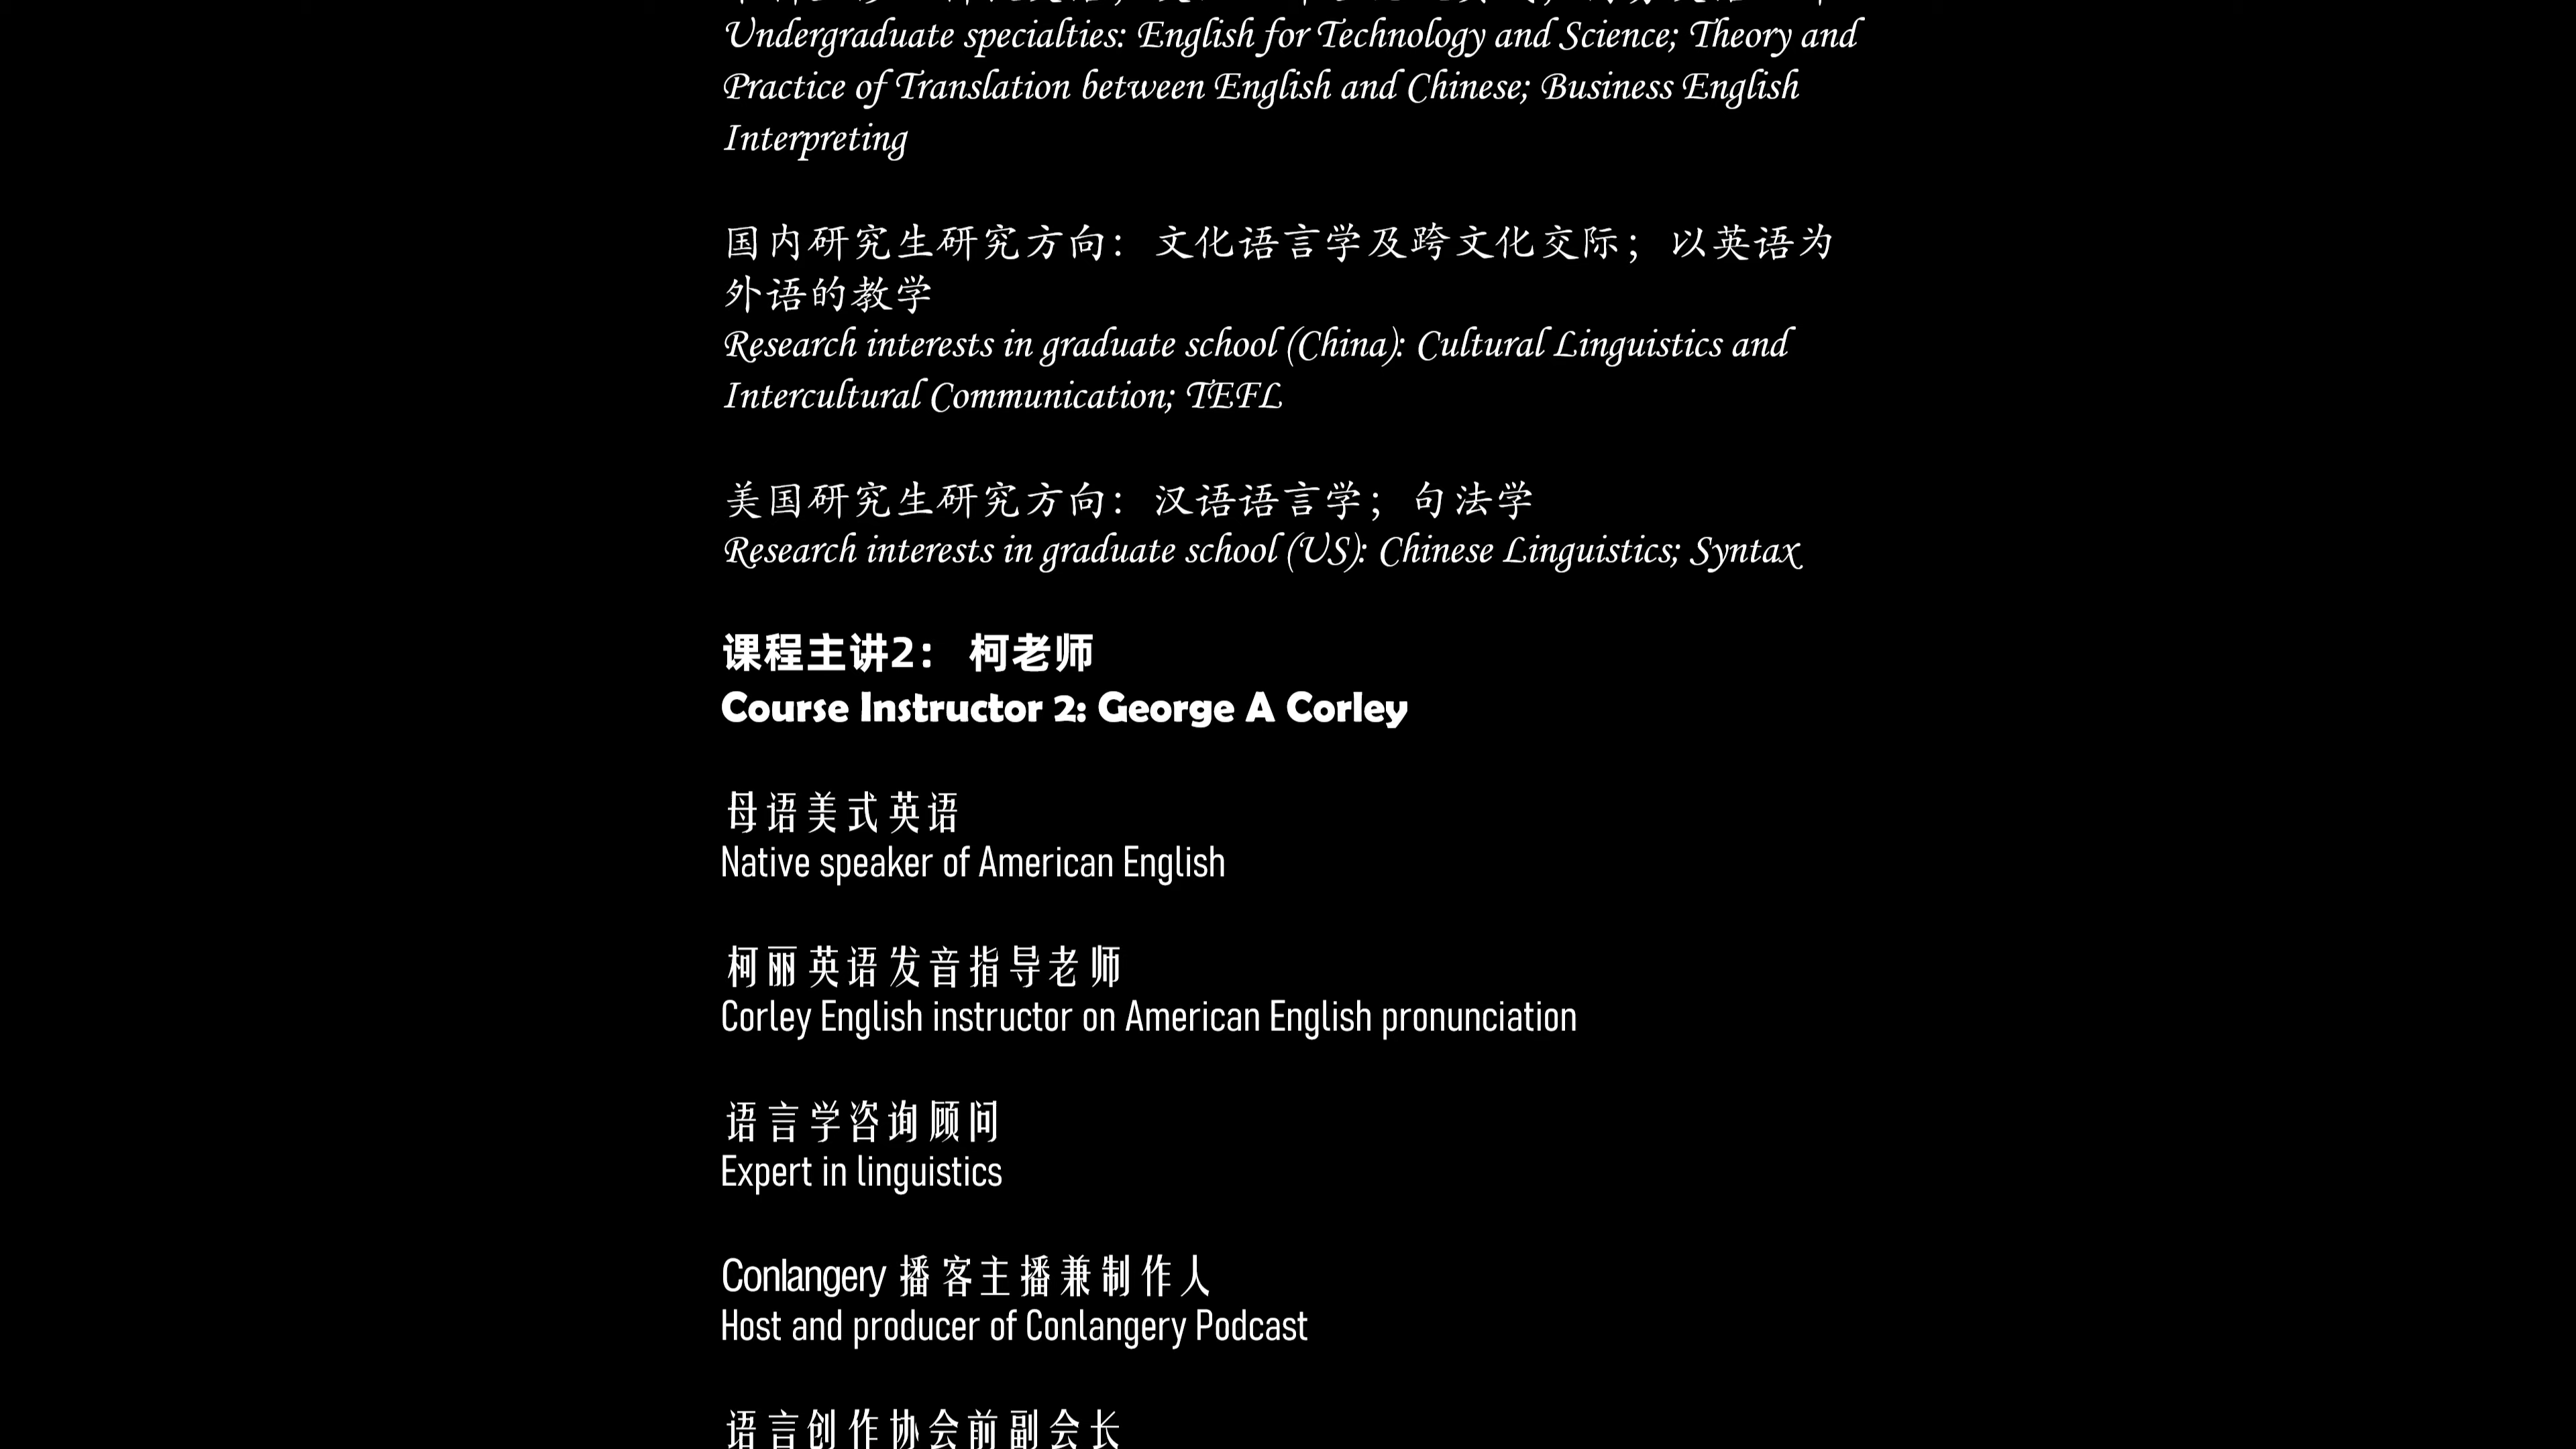 Undergraduate specialties: English for Technology and Science; Theory and
Practice of Translation between English and Chinese; Business English
Interpreting
国内研究生研究方向：文化语言学及跨文化交际；以英语为
外语的教学
Research interests in graduate school (China): Cultural Linguistics and
Intercultural Communication; TEFL
美国研究生研究方向：汉语语言学；句法学
Research interests in graduate school (US): Chinese Linguistics; Syntax
课程主讲2： 柯老师
Course Instructor 2: George A Corley
母语美式英语
Native speaker of American English
柯丽英语发音指导老师
Corley English instructor on American English pronunciation
语言学咨询顾问
Expert in linguistics
Conlangery 播客主播兼制作人
Host and producer of Conlangery Podcast
语言创作协会前副会长